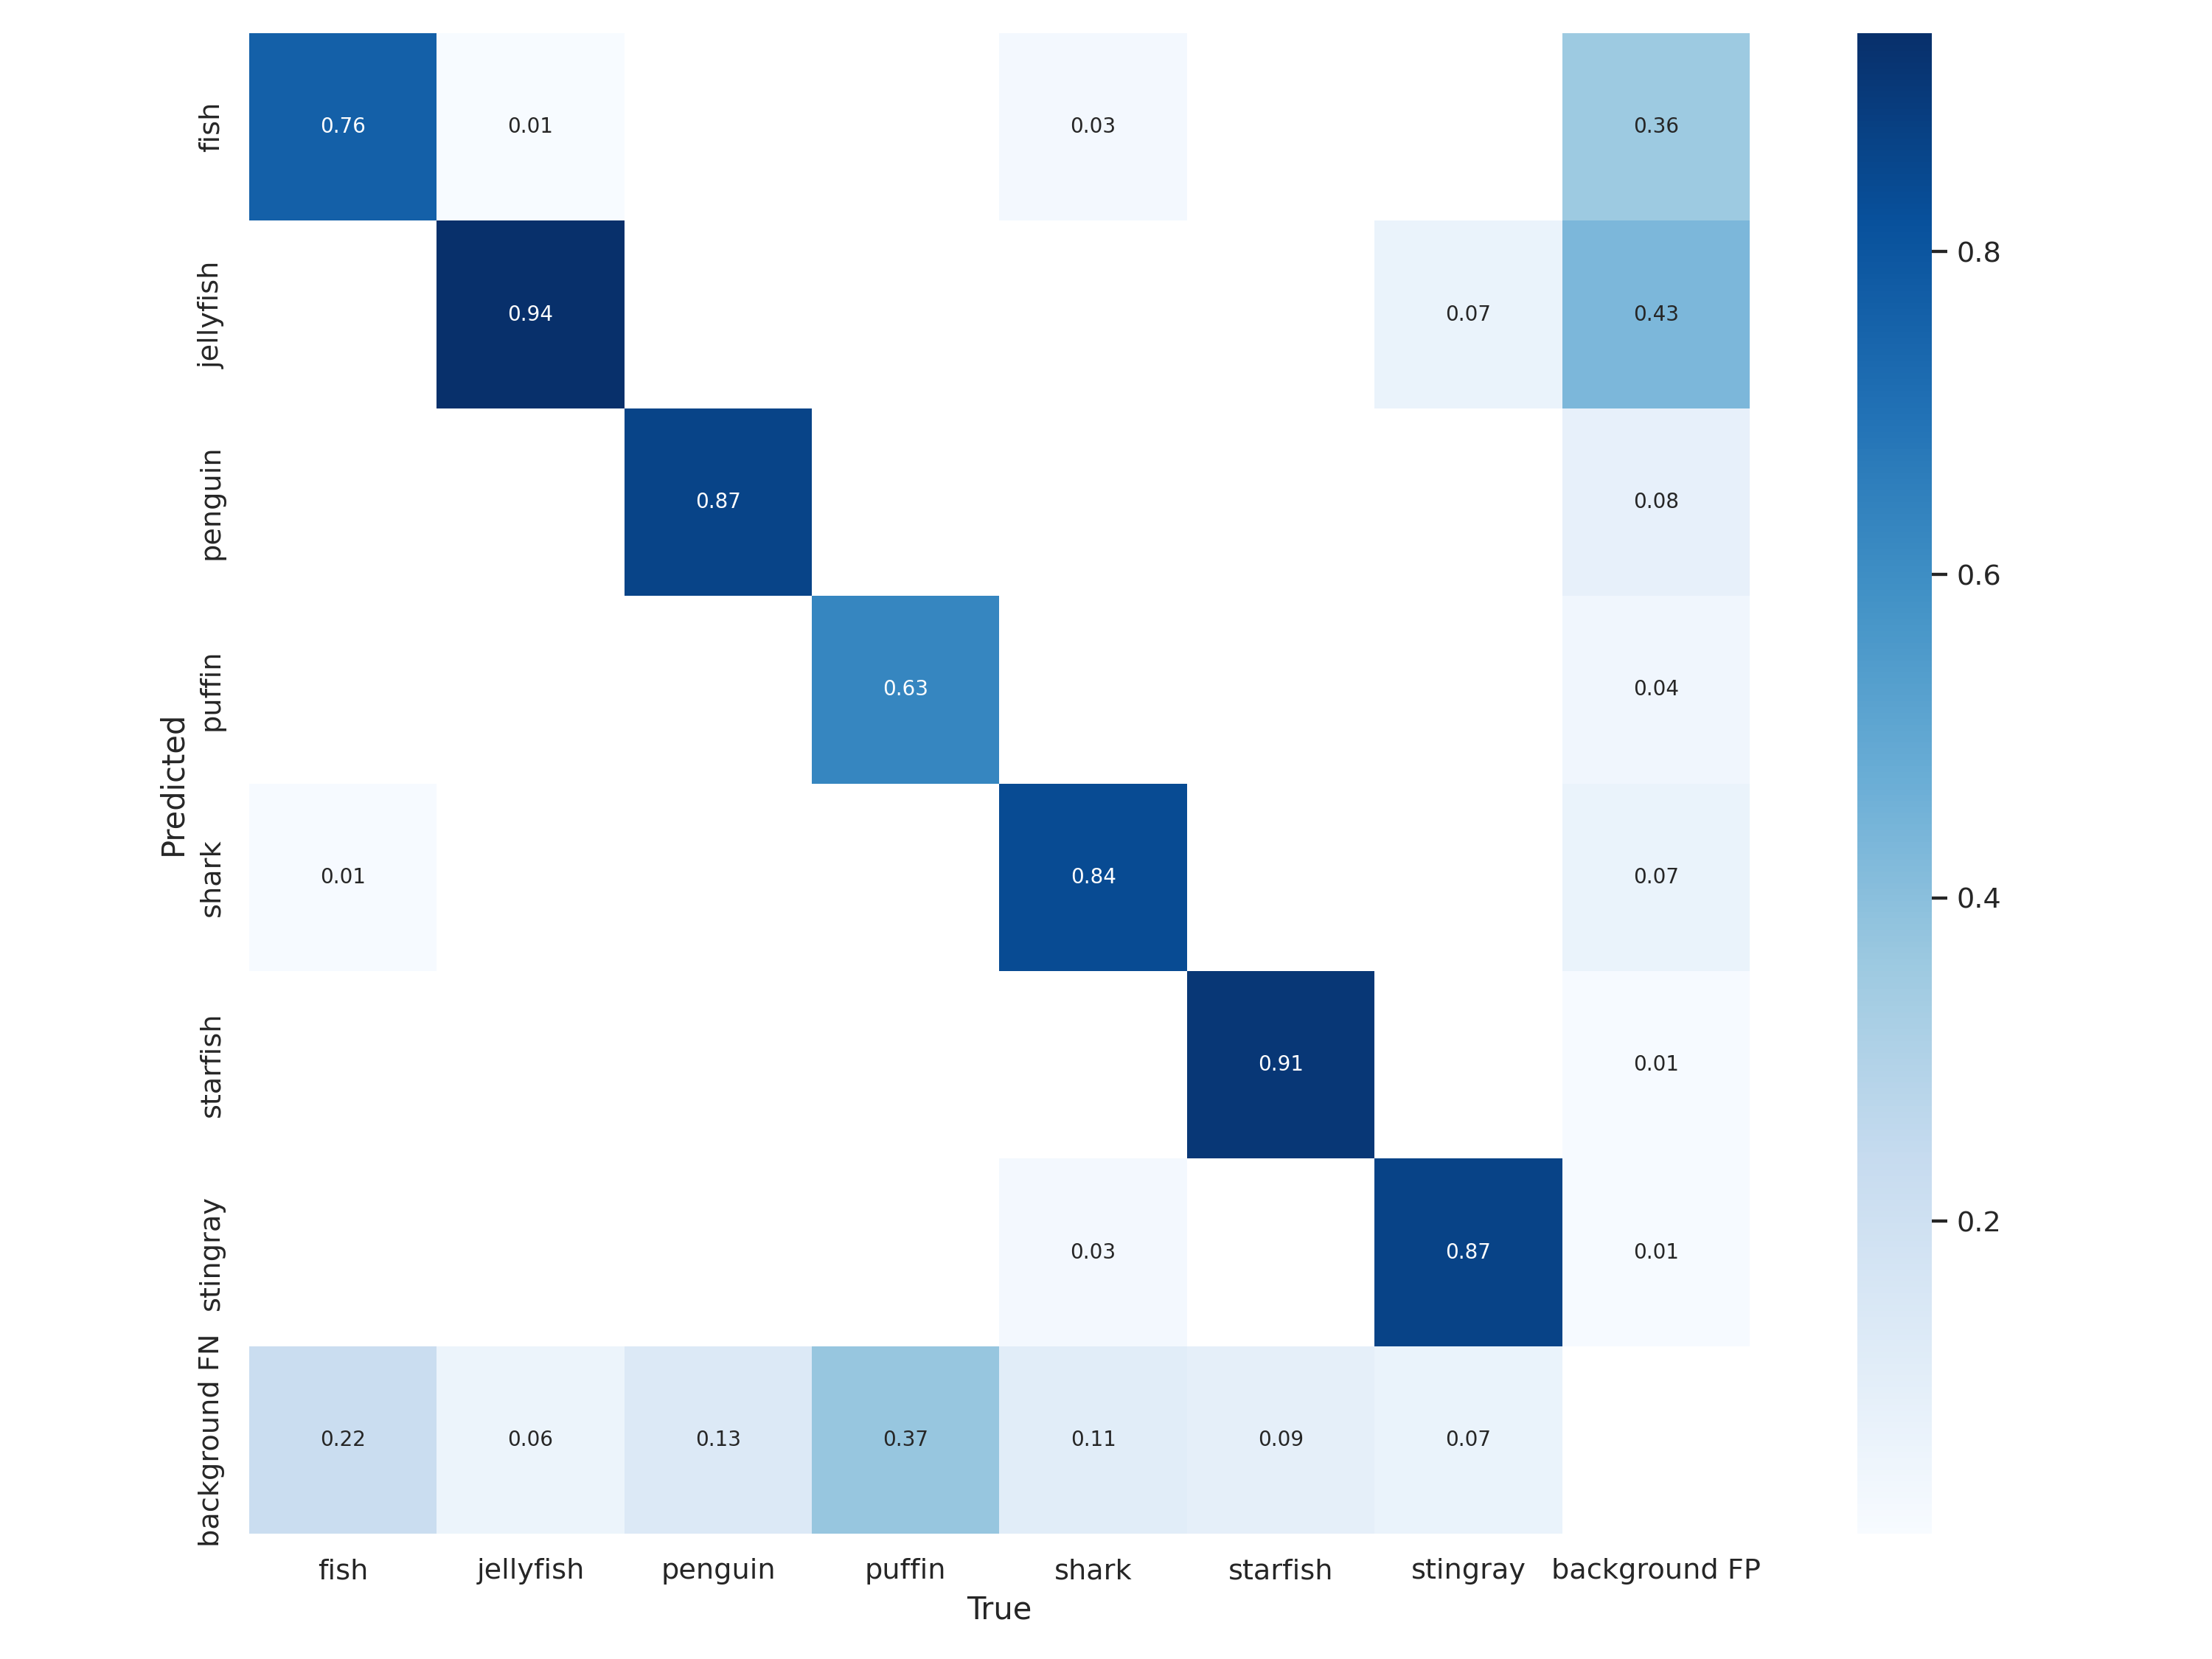 fish 0.76 0.01 0.03 0.36
jellyfish 0.94 0.07 0.43
penguin 0.87 0.08
puffin 0.63 0.04
shark 0.01 0.84 0.07
starfish 0.91 0.01
stingray 0.03 0.87 0.01
background FN 0.22 0.06 0.13 0.37 0.11 0.09 0.07
Predicted
fish jellyfish penguin puffin shark starfish stingray background FP
True
0.8
0.6
0.4
0.2